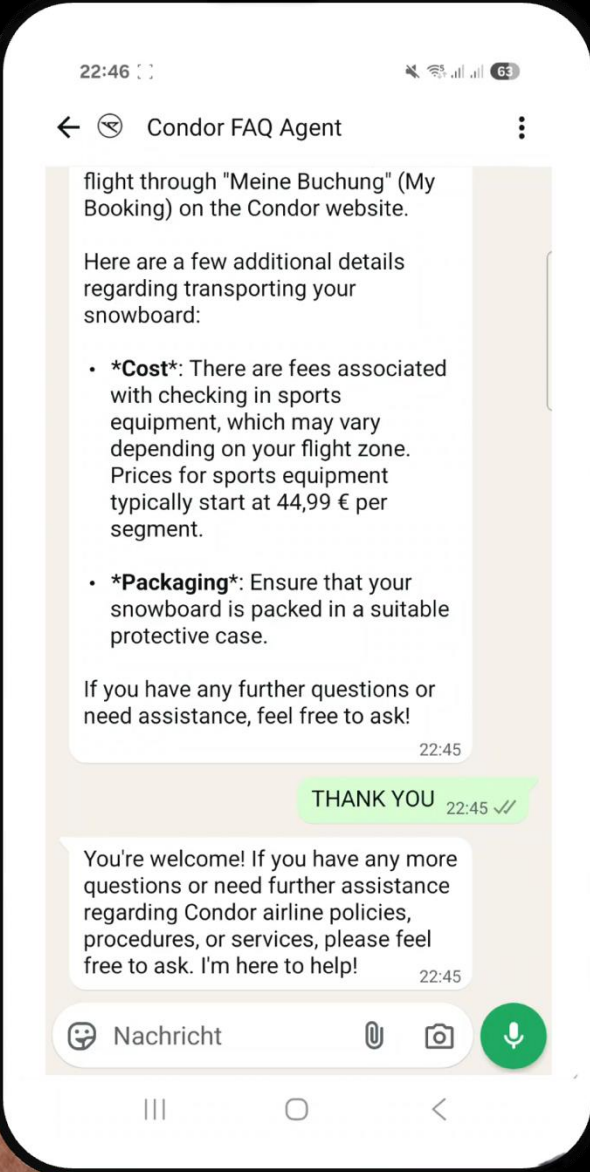 22:46
63
Condor FAQ Agent
flight through "Meine Buchung" (My
Booking) on the Condor website.
Here are a few additional details
regarding transporting your
snowboard:
• *Cost*: There are fees associated
with checking in sports
equipment, which may vary
depending on your flight zone.
Prices for sports equipment
typically start at 44,99 € per
segment.
• *Packaging*: Ensure that your
snowboard is packed in a suitable
protective case.
If you have any further questions or
need assistance, feel free to ask!
22:45
THANK YOU 22:45
You're welcome! If you have any more
questions or need further assistance
regarding Condor airline policies,
procedures, or services, please feel
free to ask. I'm here to help!
22:45
Nachricht